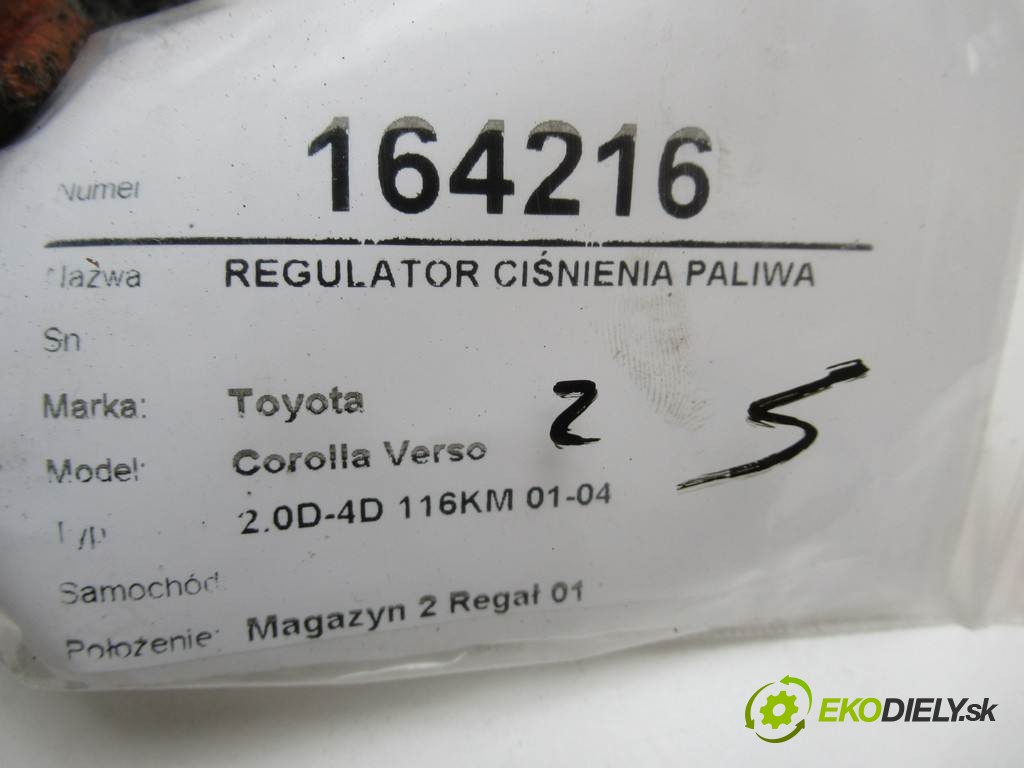 Numer 164216
Nazwa REGULATOR CIŚNIENIA PALIWA
Sn
Marka: Toyota
Model: Corolla Verso
Typ 2.0D-4D 116KM 01-04
Samochód:
Położenie: Magazyn 2 Regał 01
2 5
EKODIELY.sk